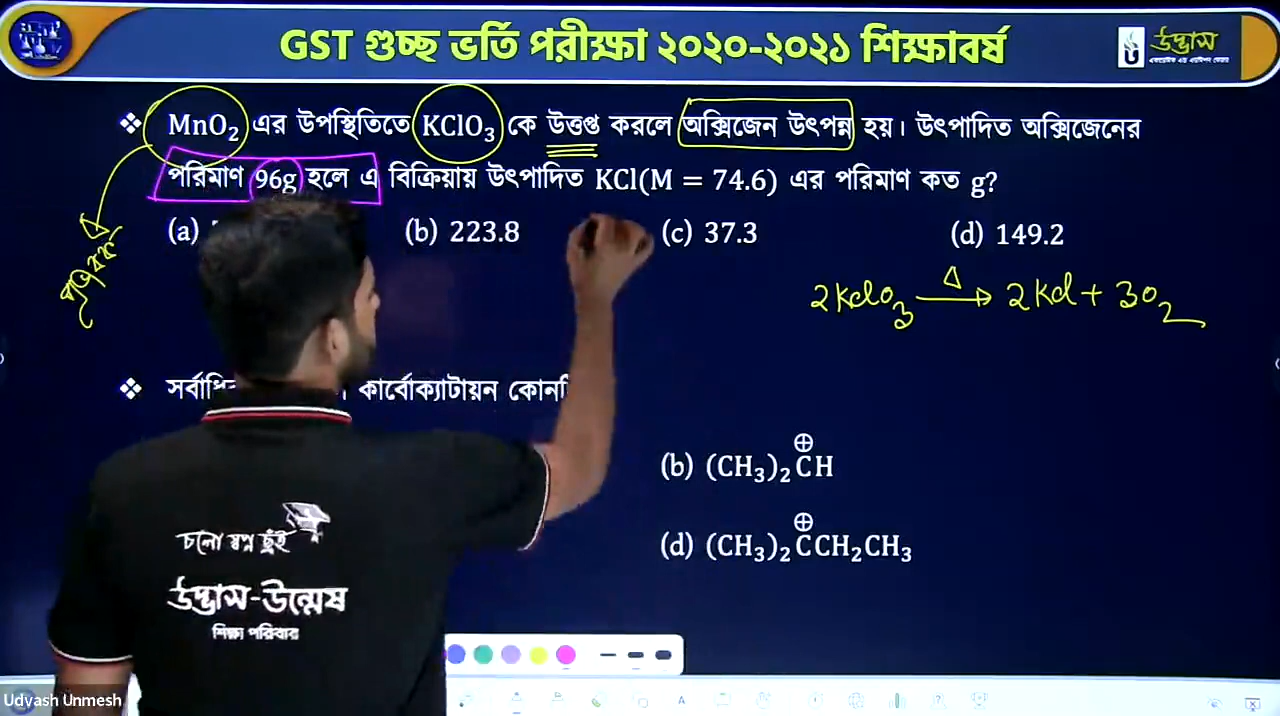 GST গুচ্ছ ভর্তি পরীক্ষা ২০২০-২০২১ শিক্ষাবর্ষ
উদ্ভাস
❖ MnO₂ এর উপস্থিতিতে KClO₃ কে উত্তপ্ত করলে অক্সিজেন উৎপন্ন হয়। উৎপাদিত অক্সিজেনের
পরিমাণ 96g হলে এ বিক্রিয়ায় উৎপাদিত KCl(M = 74.6) এর পরিমাণ কত g?
(a) (b) 223.8 (c) 37.3 (d) 149.2
প্রভাবক
2KClO₃ —Δ→ 2KCl + 3O₂
❖ কার্বোক্যাটায়ন
(b) (CH₃)₂C⊕H
(d) (CH₃)₂C⊕CH₂CH₃
চলো স্বপ্ন ছুঁই
উদ্ভাস-উন্মেষ
শিক্ষা পরিবার
Udvash Unmesh